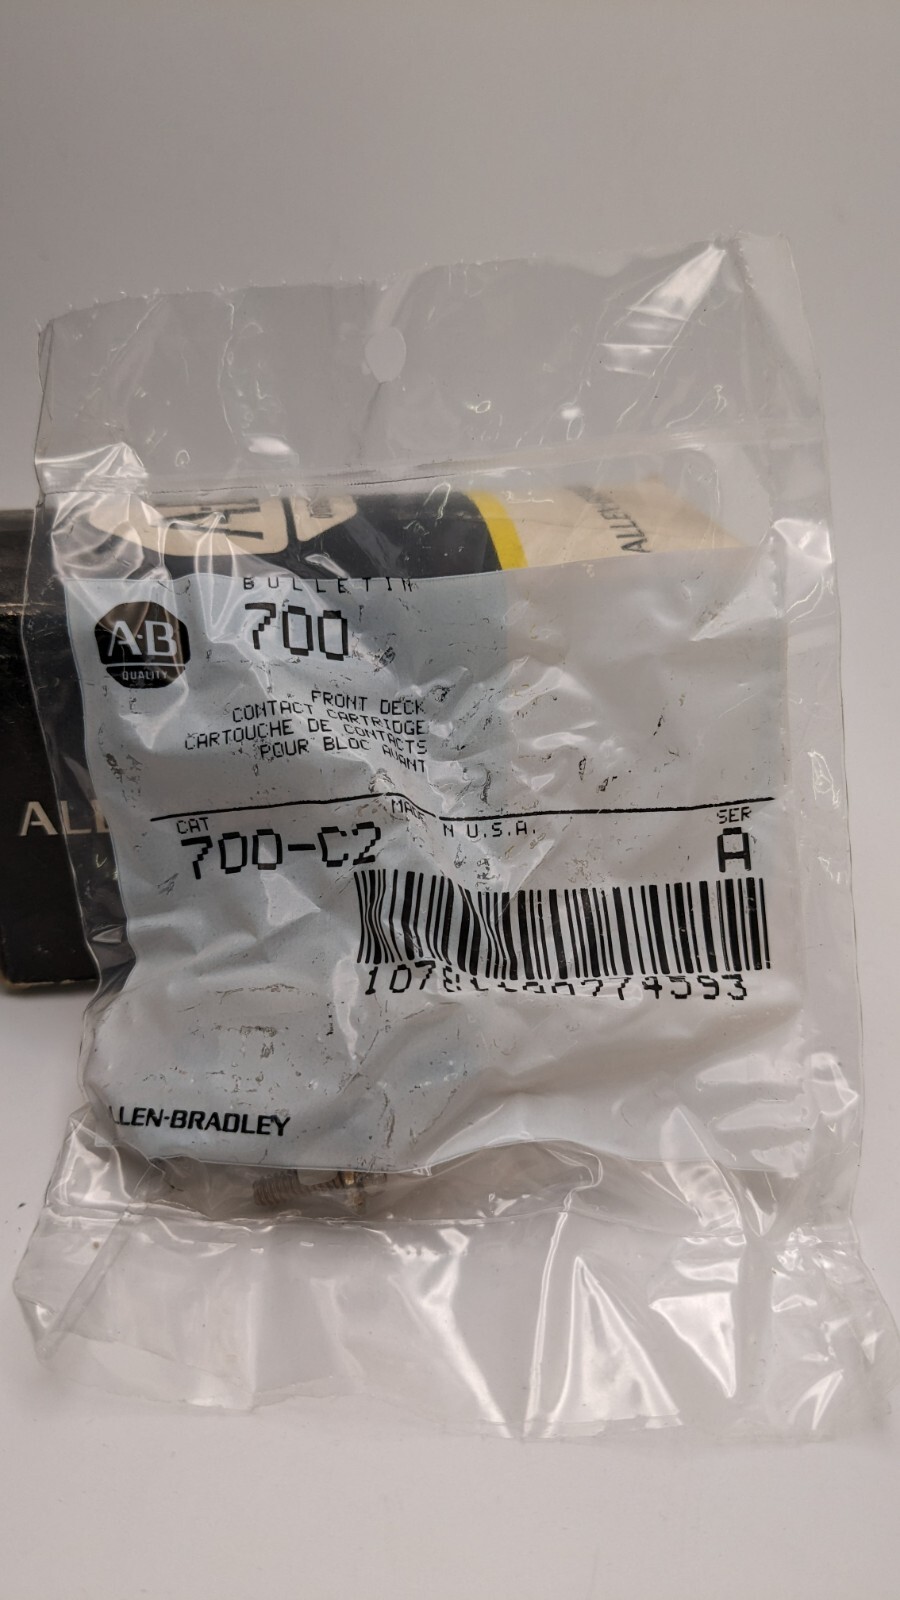 BULLETIN
700
A-B
QUALITY
FRONT DECK
CONTACT CARTRIDGE
CARTOUCHE DE CONTACTS
POUR BLOC AVANT
MADE IN U.S.A.
CAT
SER
700-C2
A
ALLEN-BRADLEY